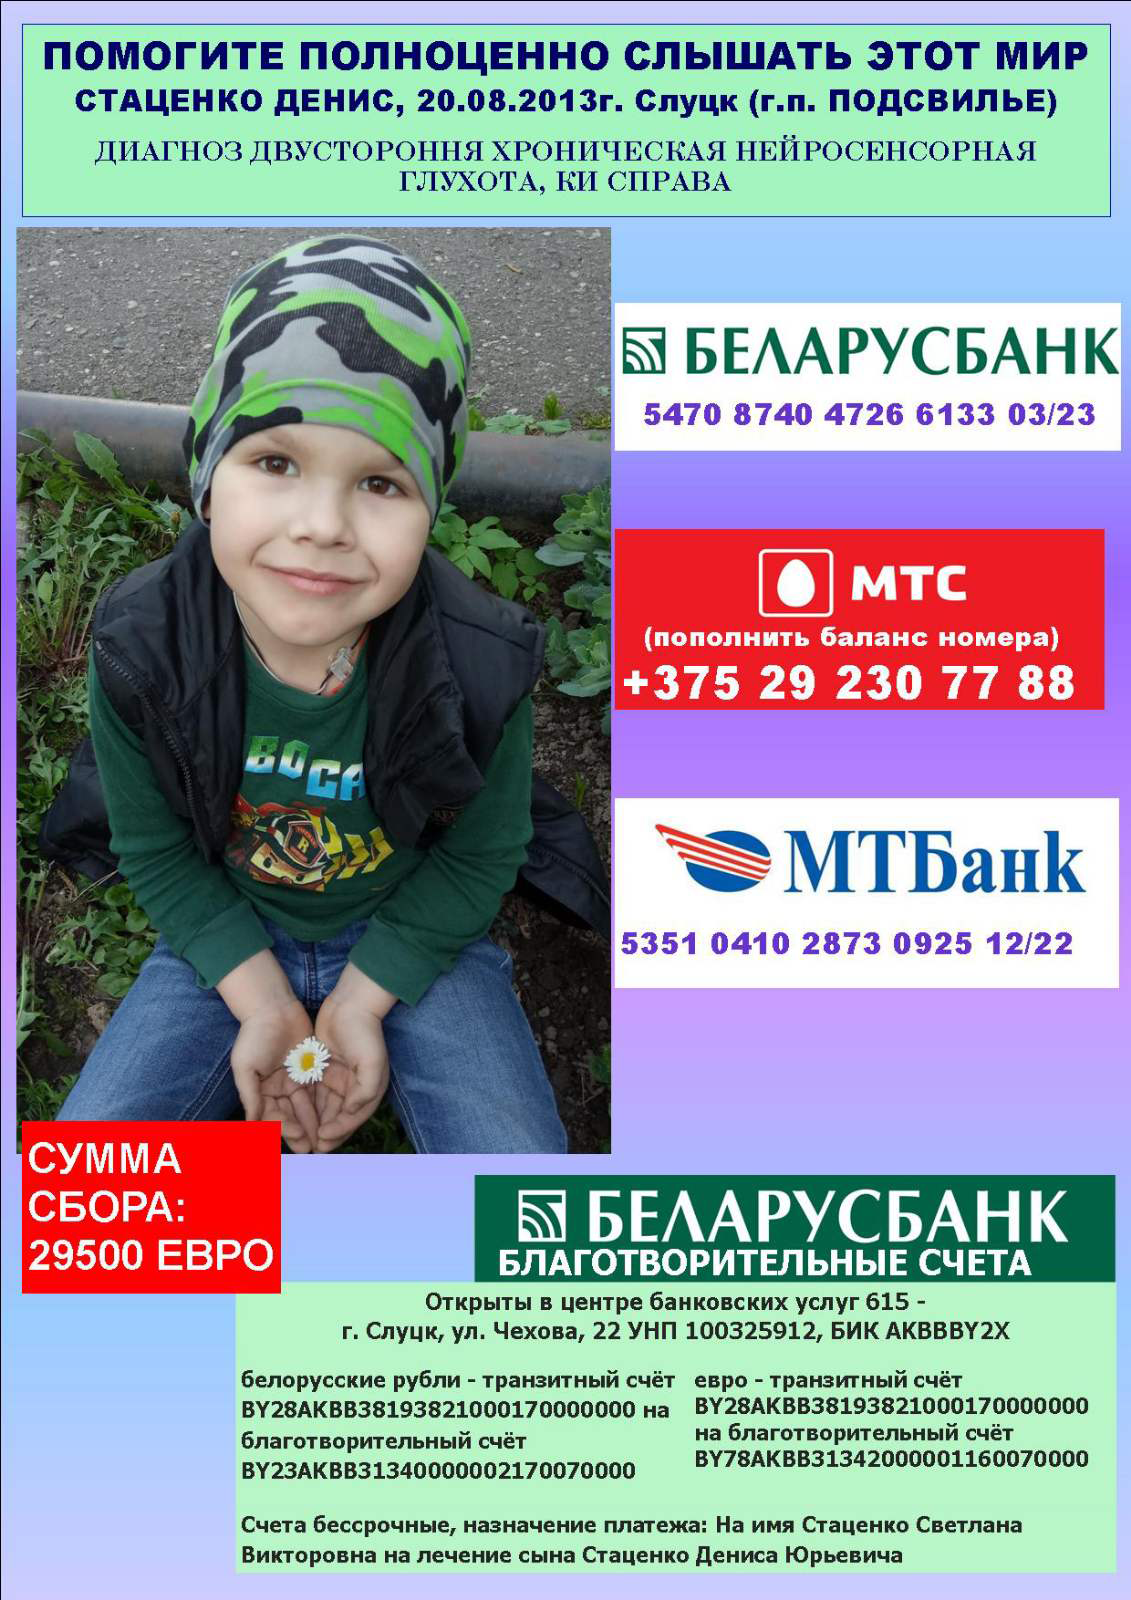 ПОМОГИТЕ ПОЛНОЦЕННО СЛЫШАТЬ ЭТОТ МИР
СТАЦЕНКО ДЕНИС, 20.08.2013г. Слуцк (г.п. ПОДСВИЛЬЕ)
ДИАГНОЗ ДВУСТОРОННЯ ХРОНИЧЕСКАЯ НЕЙРОСЕНСОРНАЯ
ГЛУХОТА, КИ СПРАВА
БЕЛАРУСБАНК
5470 8740 4726 6133 03/23
МТС
(пополнить баланс номера)
+375 29 230 77 88
BOCA
R
МТБанк
5351 0410 2873 0925 12/22
СУММА
СБОРА:
29500 ЕВРО
БЕЛАРУСБАНК
БЛАГОТВОРИТЕЛЬНЫЕ СЧЕТА
Открыты в центре банковских услуг 615 -
г. Слуцк, ул. Чехова, 22 УНП 100325912, БИК AKBBBY2X
белорусские рубли - транзитный счёт
BY28AKBB38193821000170000000 на
благотворительный счёт
BY23AKBB31340000002170070000
евро - транзитный счёт
BY28AKBB38193821000170000000
на благотворительный счёт
BY78AKBB31342000001160070000
Счета бессрочные, назначение платежа: На имя Стаценко Светлана
Викторовна на лечение сына Стаценко Дениса Юрьевича